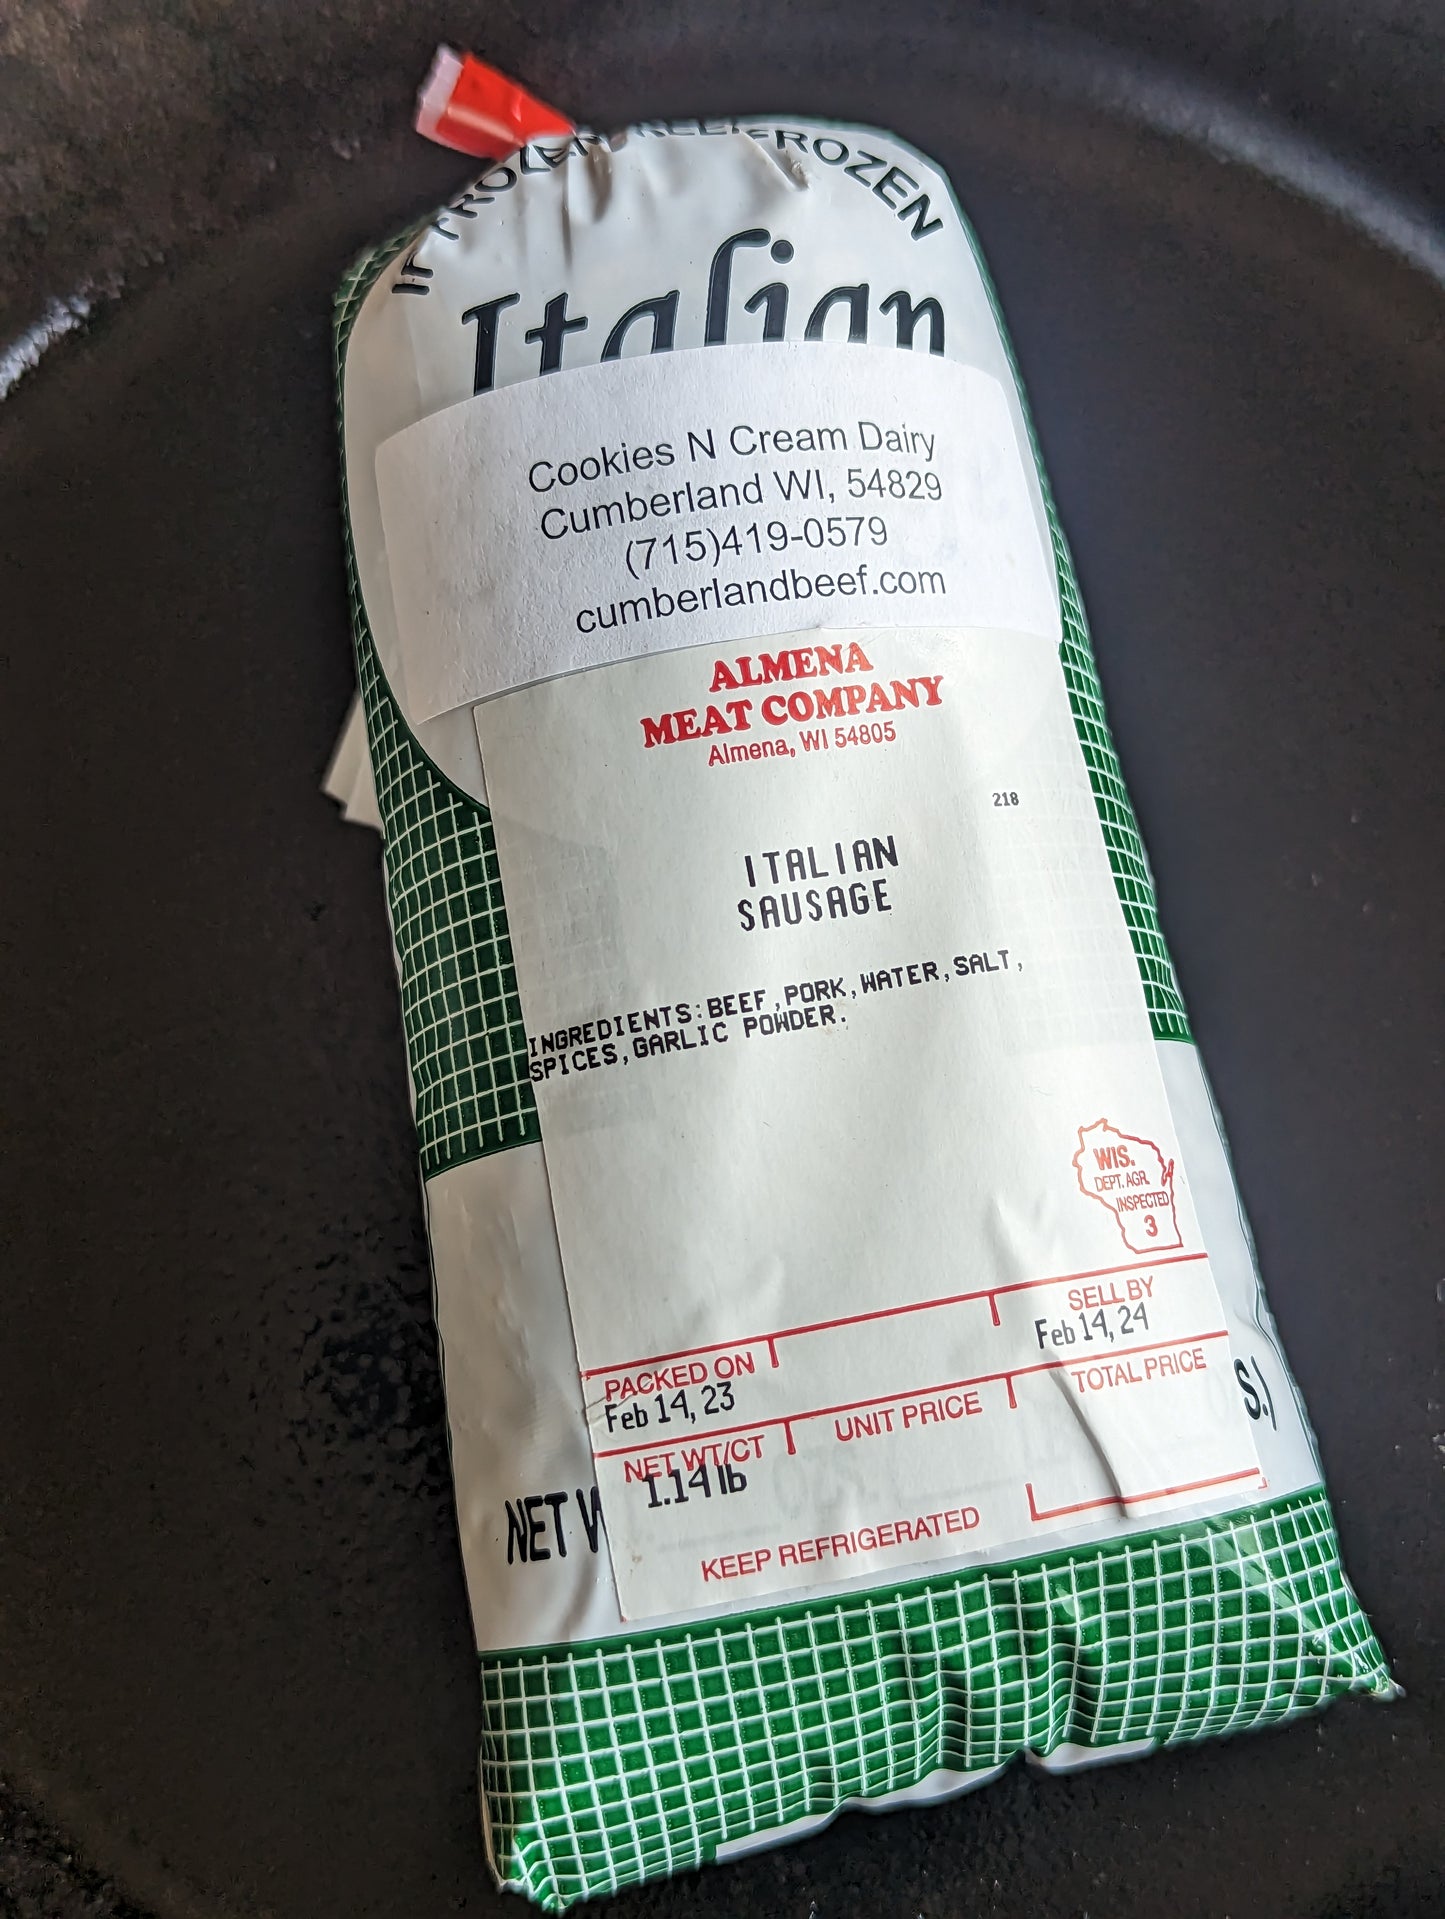 FROZEN KEEP FROZEN
Italian
Cookies N Cream Dairy
Cumberland WI, 54829
(715)419-0579
cumberlandbeef.com
ALMENA
MEAT COMPANY
Almena, WI 54805
218
ITALIAN
SAUSAGE
INGREDIENTS:BEEF,PORK,WATER,SALT,
SPICES,GARLIC POWDER.
WIS.
DEPT. AGR.
INSPECTED
3
SELL BY
Feb 14, 24
PACKED ON
Feb 14, 23
TOTAL PRICE
UNIT PRICE
NET WT/CT
1.14 lb
NET W
S.)
KEEP REFRIGERATED